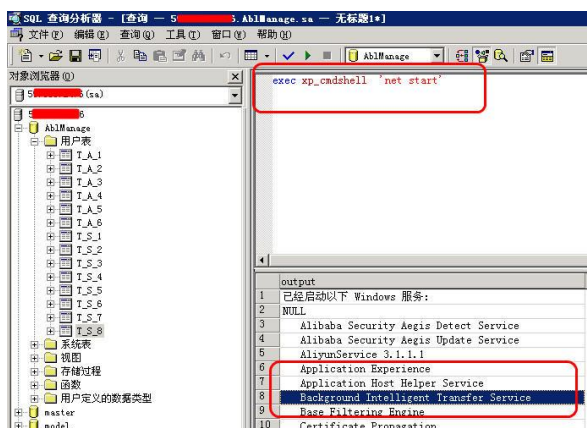 SQL 查询分析器 - [查询 — 5 6.AblManage.sa — 无标题1*]
文件(F) 编辑(E) 查询(Q) 工具(T) 窗口(W) 帮助(H)
AblManage
对象浏览器(O)
5 6(sa)
5 6
AblManage
用户表
T_A_1
T_A_2
T_A_3
T_A_4
T_A_5
T_A_6
T_S_1
T_S_2
T_S_3
T_S_4
T_S_5
T_S_6
T_S_7
T_S_8
系统表
视图
存储过程
函数
用户定义的数据类型
master
model
exec xp_cmdshell 'net start'
output
1 已经启动以下 Windows 服务:
2 NULL
3 Alibaba Security Aegis Detect Service
4 Alibaba Security Aegis Update Service
5 AliyunService 3.1.1.1
6 Application Experience
7 Application Host Helper Service
8 Background Intelligent Transfer Service
9 Base Filtering Engine
10 Certificate Propagation